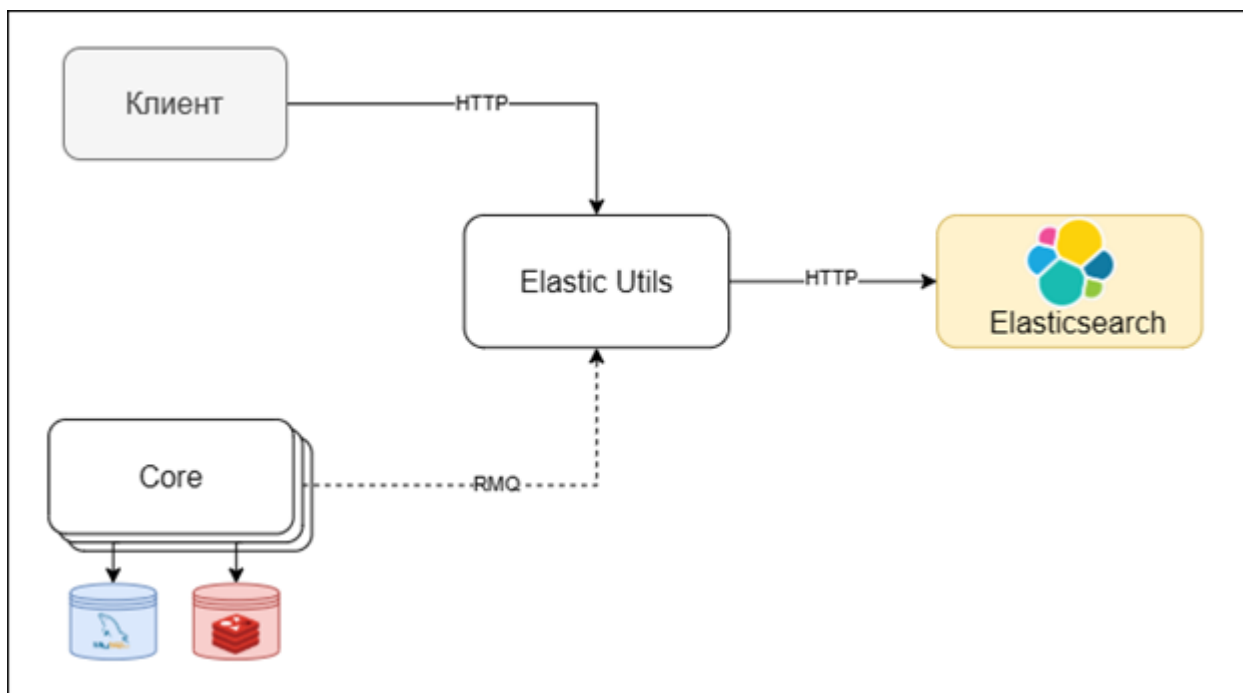 Клиент
HTTP
Elastic Utils
HTTP
Elasticsearch
Core
RMQ